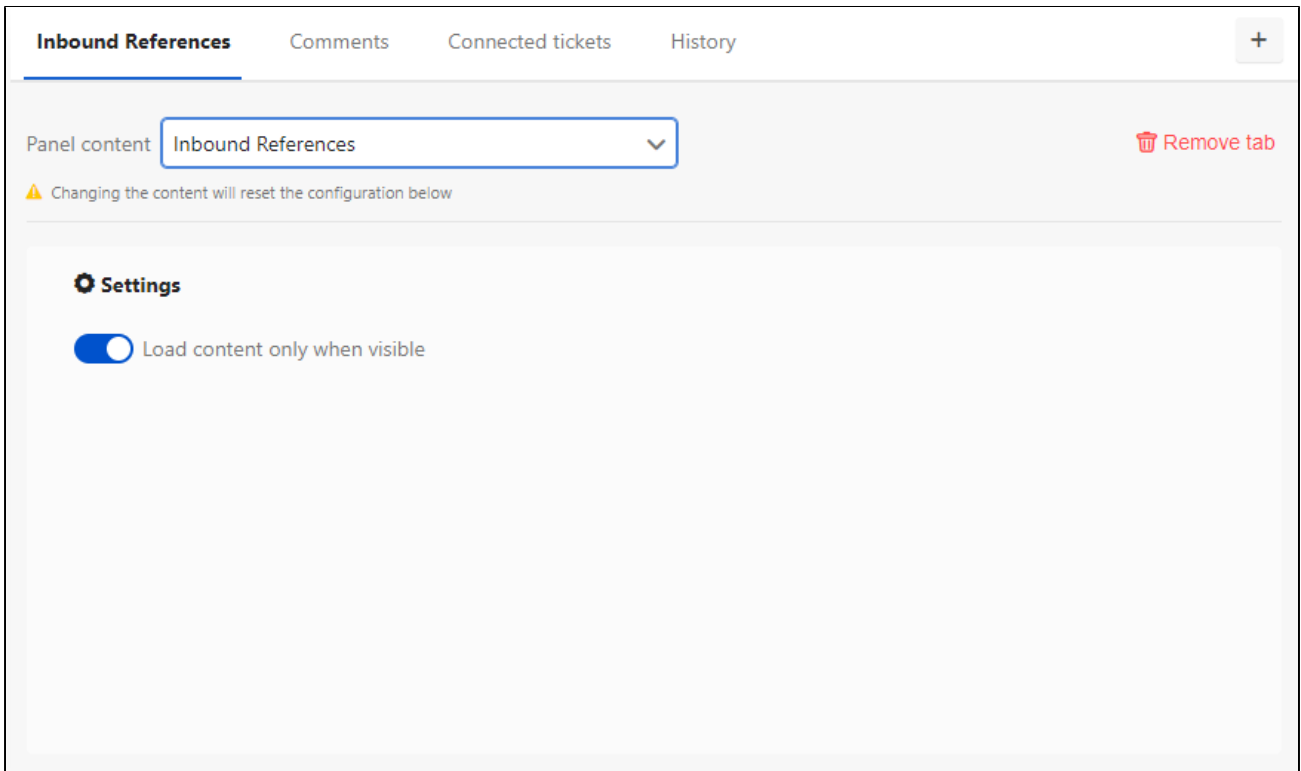 Inbound References Comments Connected tickets History +
Panel content Inbound References Remove tab
Changing the content will reset the configuration below
Settings
Load content only when visible